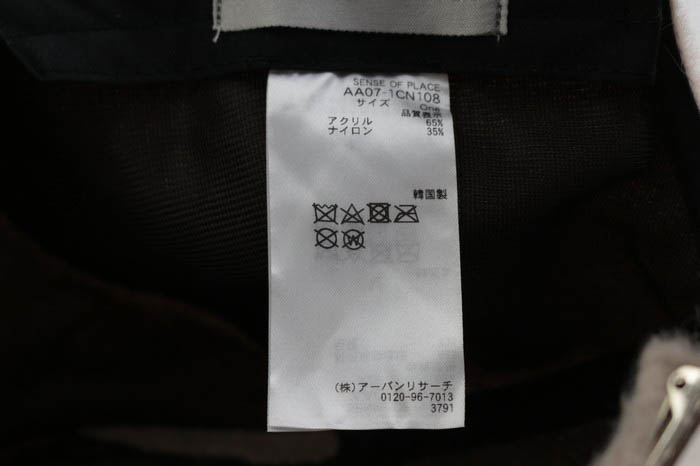 SENSE OF PLACE
AA07-1CN108
サイズ
One
品質表示
アクリル 65%
ナイロン 35%
韓国製
W
(株)アーバンリサーチ
0120-96-7013
3791